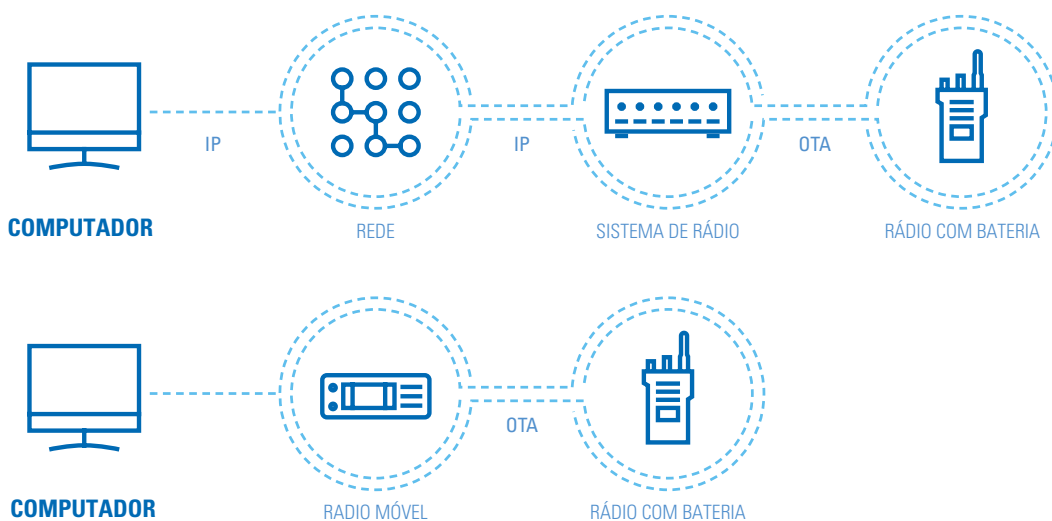 IP
IP
OTA
COMPUTADOR
REDE
SISTEMA DE RÁDIO
RÁDIO COM BATERIA
OTA
COMPUTADOR
RADIO MÓVEL
RÁDIO COM BATERIA